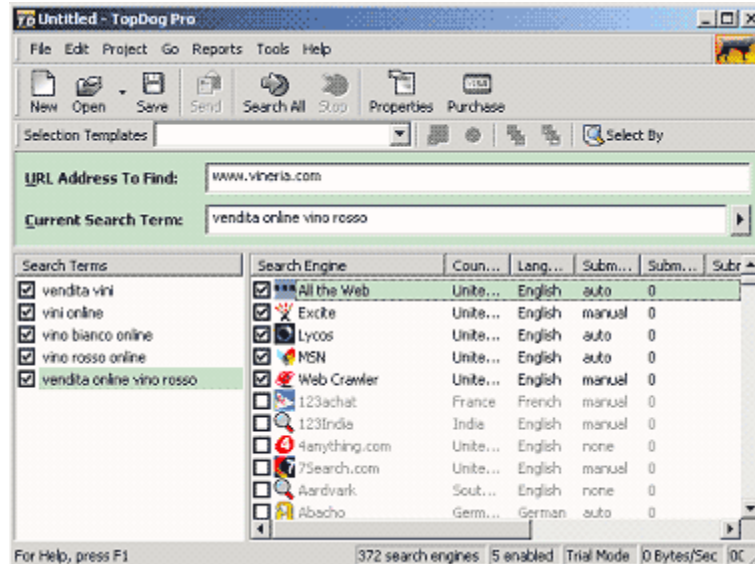 Untitled - TopDog Pro
File Edit Project Go Reports Tools Help
New Open Save Send Search All Stop Properties Purchase
Selection Templates Select By
URL Address To Find: www.vineria.com
Current Search Term: vendita online vino rosso
Search Terms Search Engine Coun... Lang... Subm... Subm... Subr
vendita vini All the Web Unite... English auto 0
vini online Excite Unite... English manual 0
vino bianco online Lycos Unite... English auto 0
vino rosso online MSN Unite... English auto 0
vendita online vino rosso Web Crawler Unite... English manual 0
123achat France French manual 0
123India India English manual 0
4anything.com Unite... English none 0
7Search.com Unite... English manual 0
Aardvark Sout... English none 0
Abacho Germ... German auto 0
For Help, press F1 372 search engines 5 enabled Trial Mode 0 Bytes/Sec